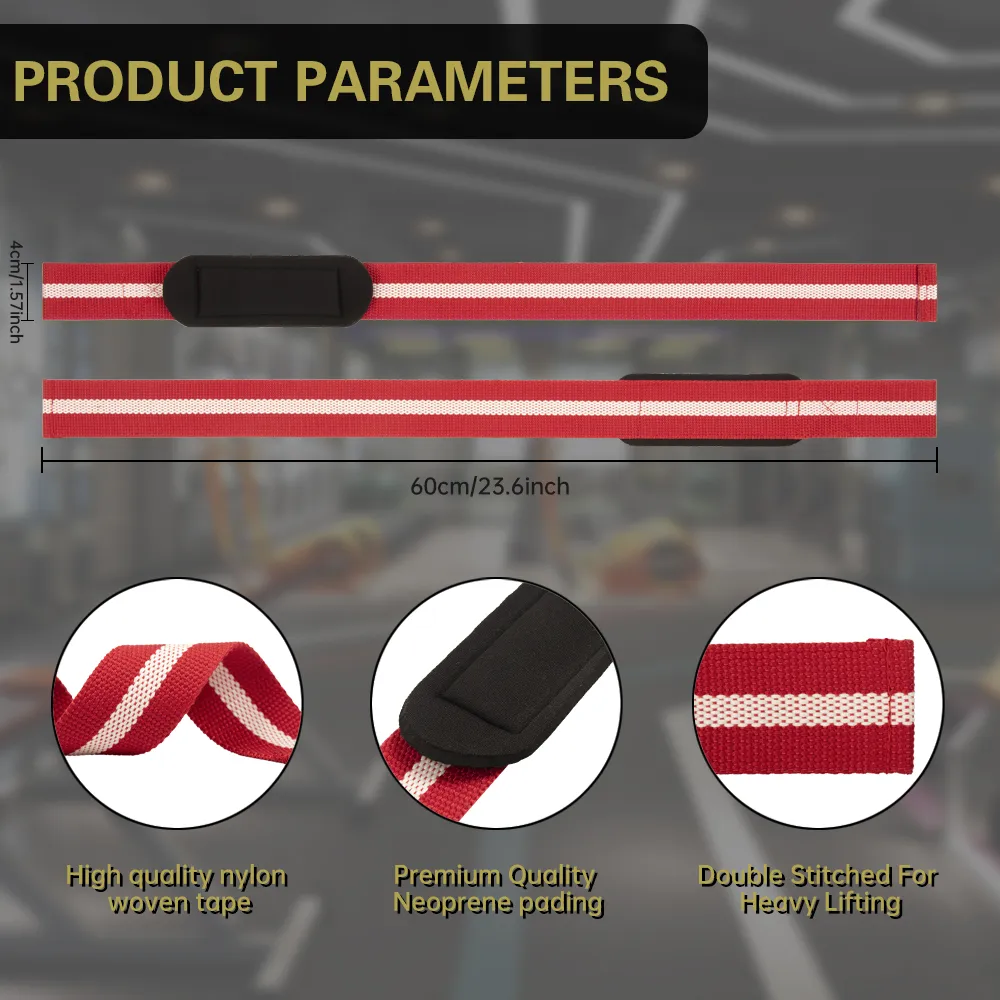 PRODUCT PARAMETERS
4cm/1.57inch
60cm/23.6inch
High quality nylon
woven tape
Premium Quality
Neoprene pading
Double Stitched For
Heavy Lifting